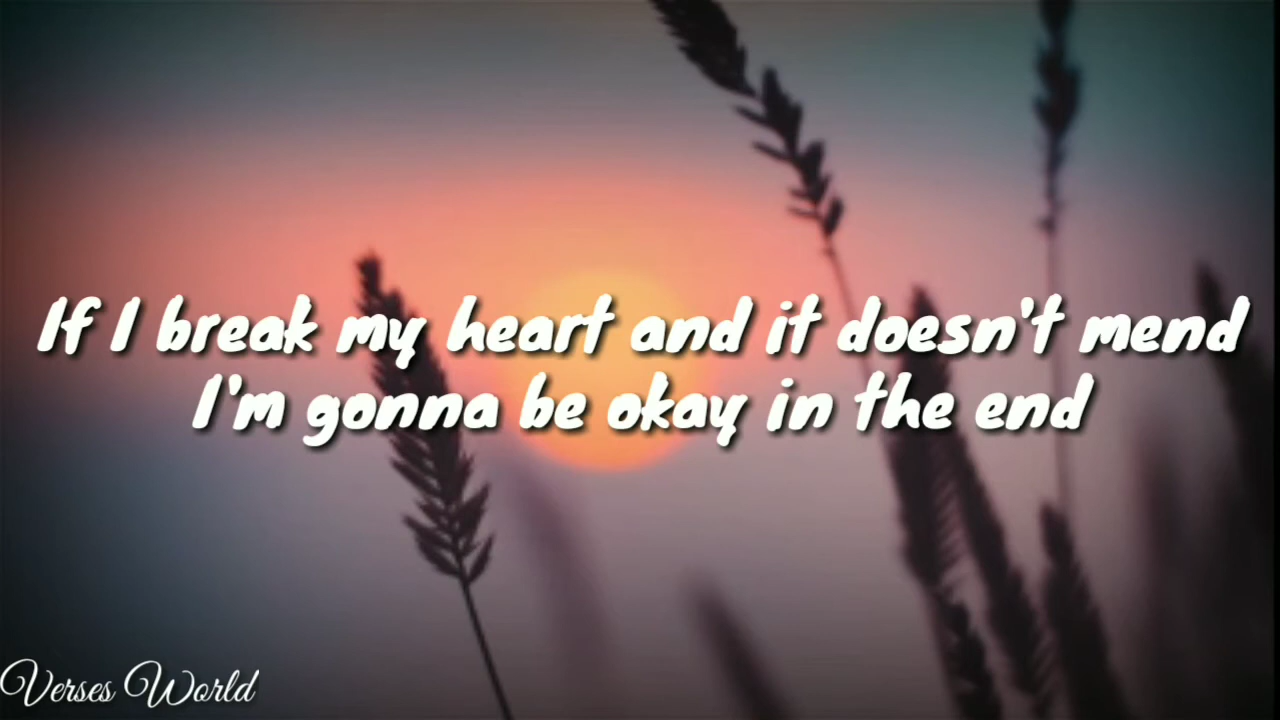 If I break my heart and it doesn't mend
I'm gonna be okay in the end
Verses World